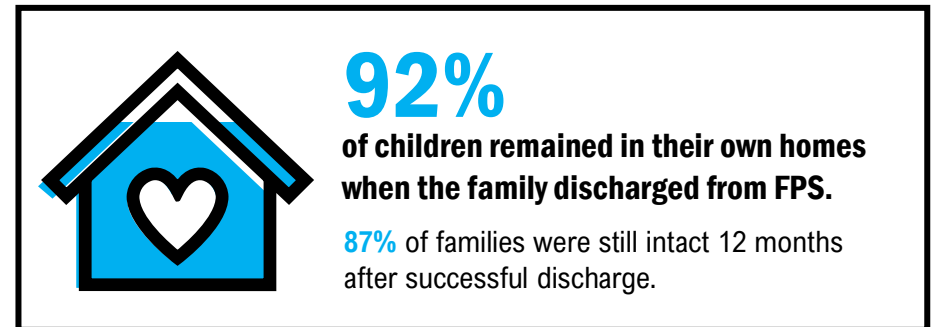 92%
of children remained in their own homes
when the family discharged from FPS.
87% of families were still intact 12 months
after successful discharge.